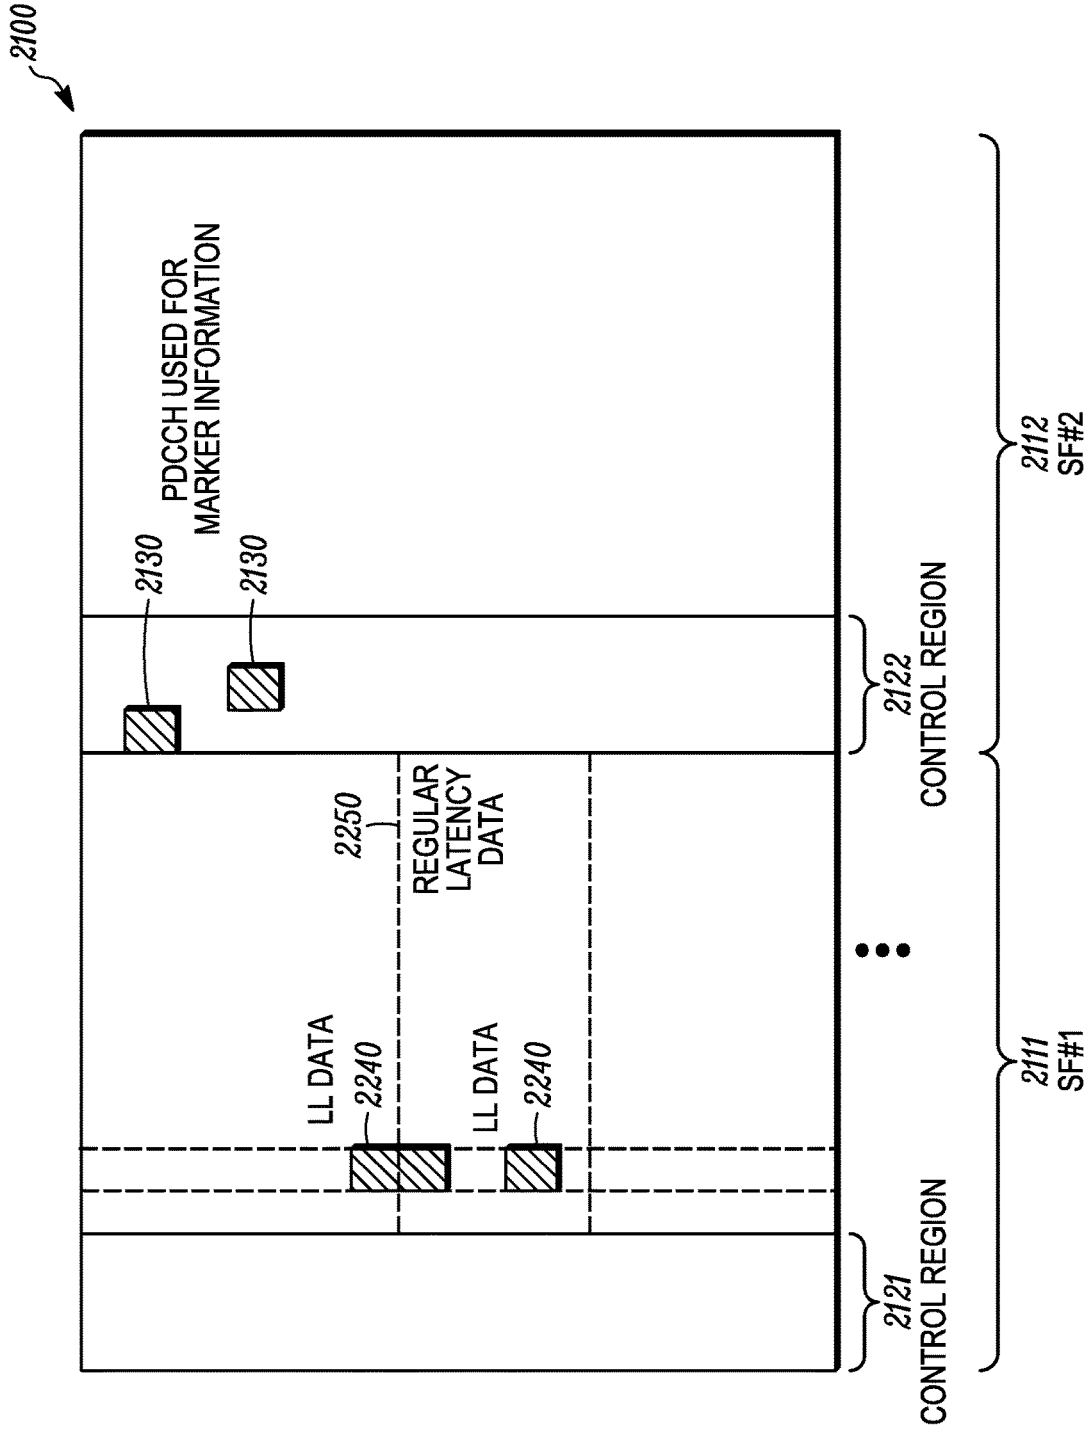 2100
PDCCH USED FOR
MARKER INFORMATION
2130
2130
2250
REGULAR
LATENCY
DATA
LL DATA
2240
LL DATA
2240
2121
CONTROL REGION
2122
CONTROL REGION
2111
SF#1
2112
SF#2